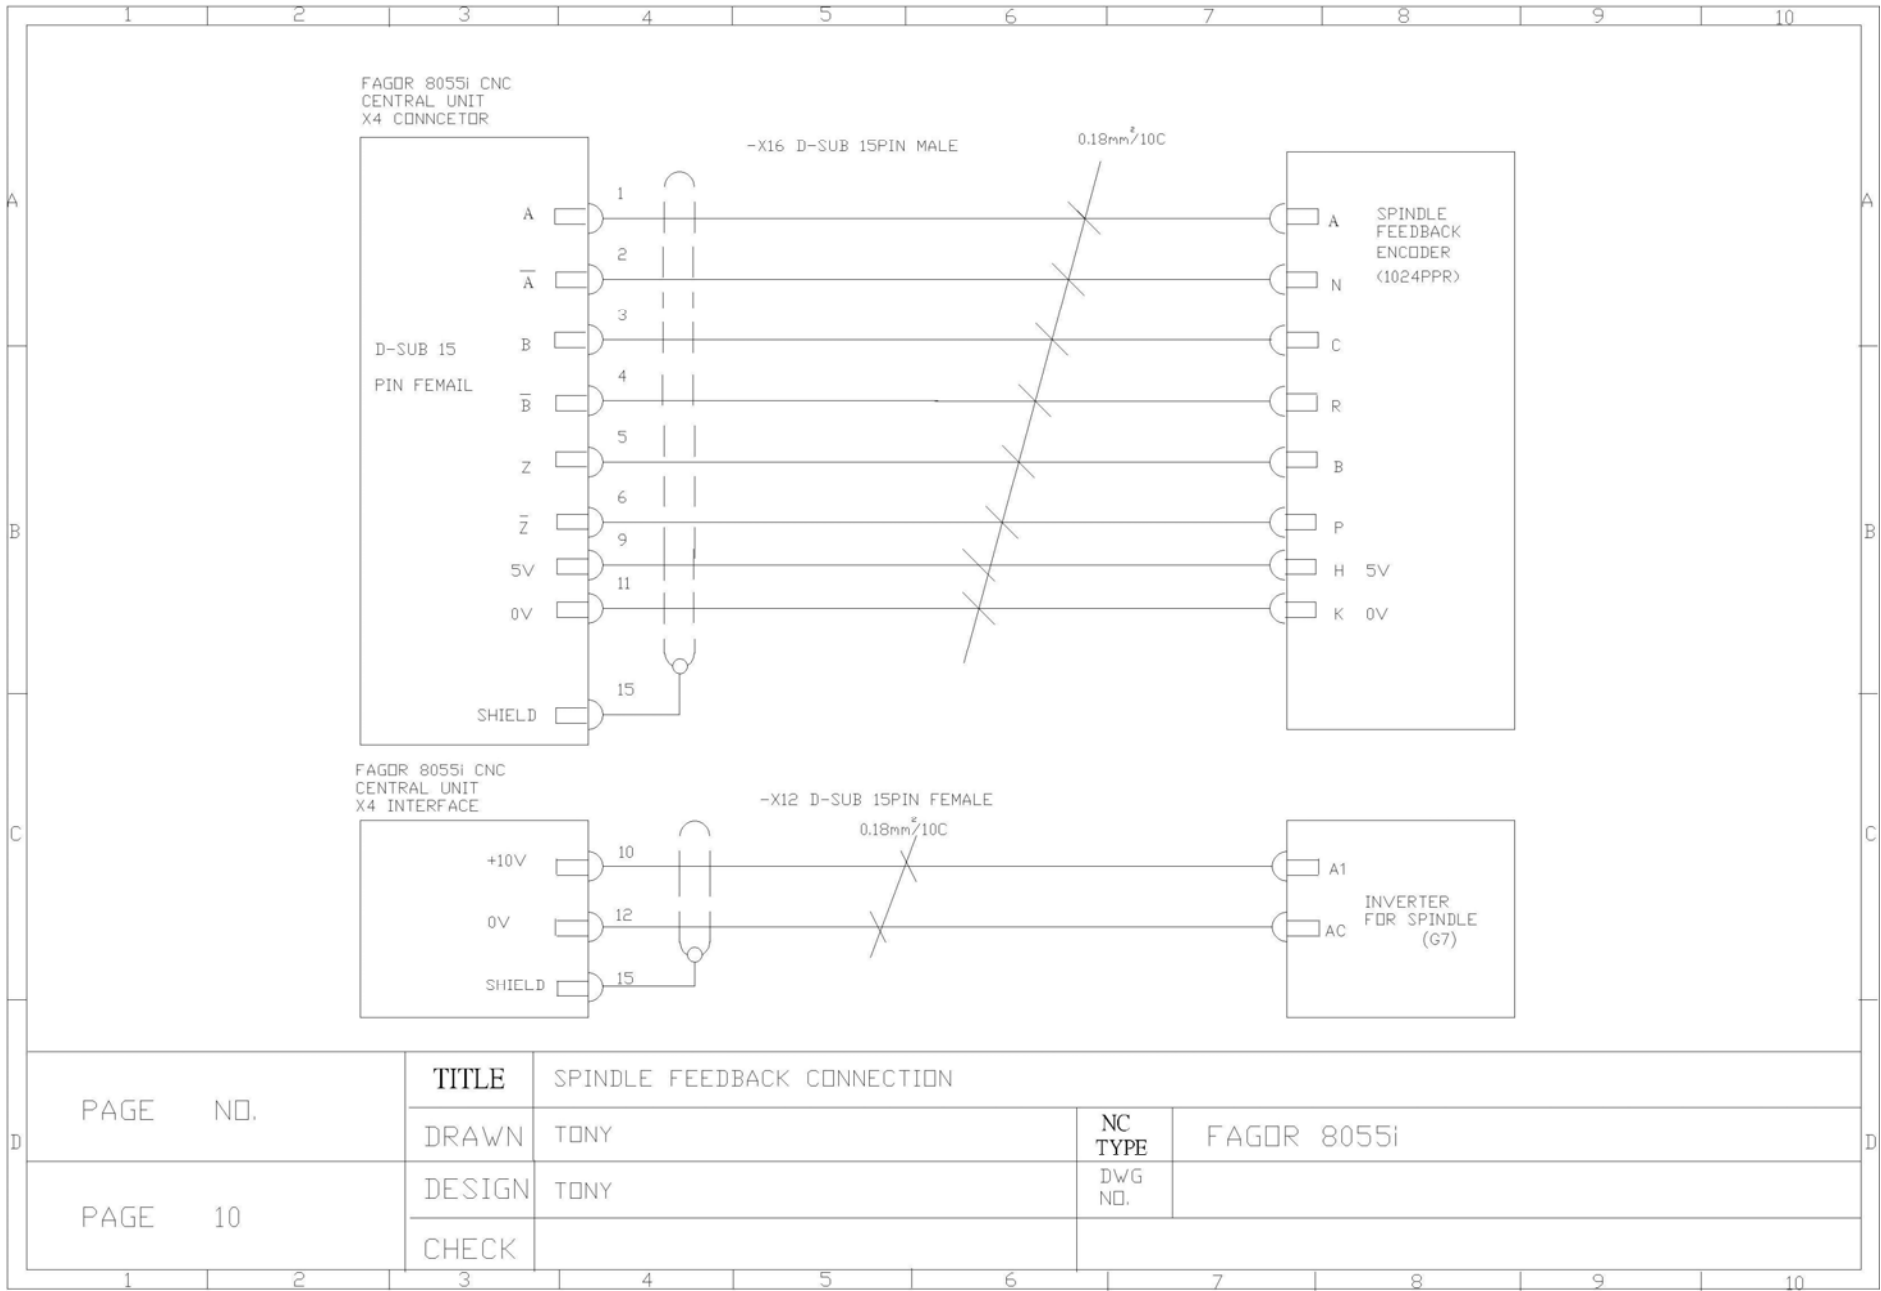 1 2 3 4 5 6 7 8 9 10
FAGOR 8055i CNC
CENTRAL UNIT
X4 CONNCETOR
-X16 D-SUB 15PIN MALE
0.18mm²/10C
A
A
1
A
A
SPINDLE
FEEDBACK
ENCODER
(1024PPR)
2
A̅
N
3
B
C
D-SUB 15
PIN FEMAIL
4
B̅
R
5
Z
B
6
Z̅
P
B
B
9
5V
H 5V
11
0V
K 0V
15
SHIELD
FAGOR 8055i CNC
CENTRAL UNIT
X4 INTERFACE
-X12 D-SUB 15PIN FEMALE
0.18mm²/10C
C
C
+10V
10
A1
0V
12
AC
INVERTER
FOR SPINDLE
(G7)
SHIELD
15
PAGE NO.
TITLE SPINDLE FEEDBACK CONNECTION
DRAWN TONY
NC
TYPE
FAGOR 8055i
D
D
PAGE 10
DESIGN TONY
DWG
NO.
CHECK
1 2 3 4 5 6 7 8 9 10